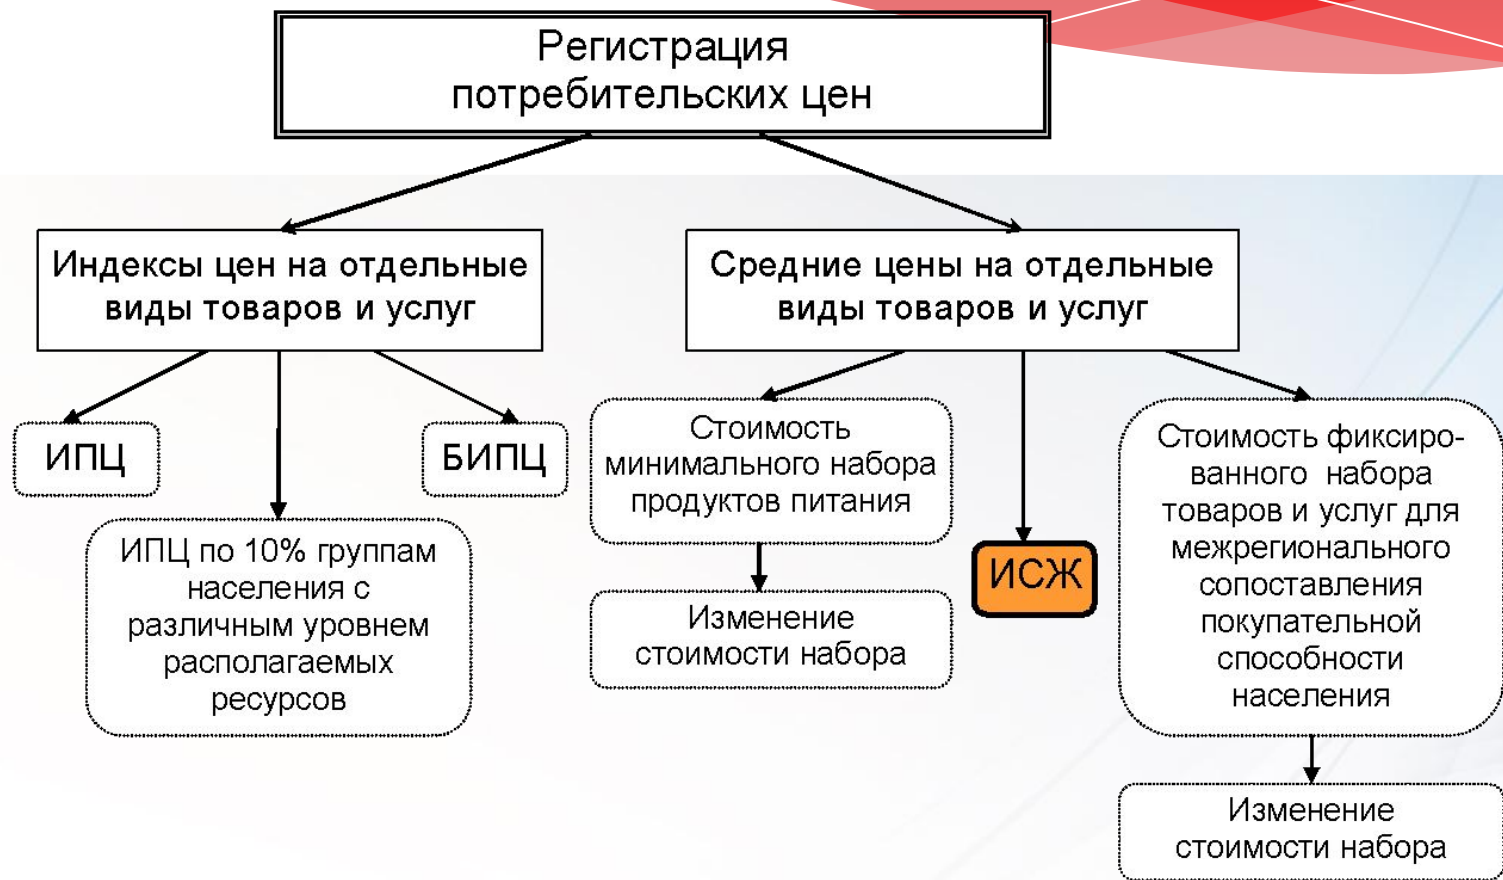 Регистрация
потребительских цен
Индексы цен на отдельные
виды товаров и услуг
Средние цены на отдельные
виды товаров и услуг
ИПЦ
БИПЦ
ИПЦ по 10% группам
населения с
различным уровнем
располагаемых
ресурсов
Стоимость
минимального набора
продуктов питания
Изменение
стоимости набора
ИСЖ
Стоимость фиксиро-
ванного набора
товаров и услуг для
межрегионального
сопоставления
покупательной
способности
населения
Изменение
стоимости набора